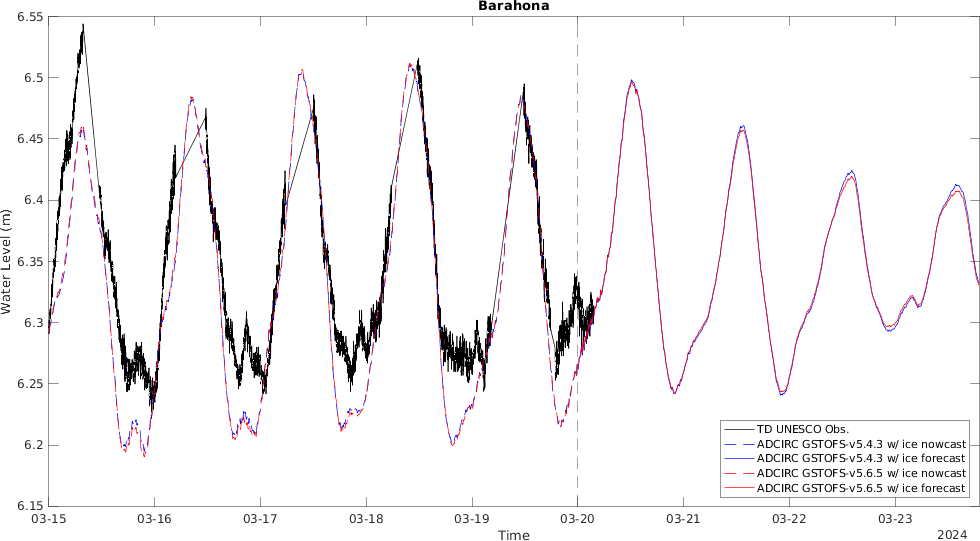 Barahona
6.55
6.5
6.45
6.4
6.35
6.3
6.25
6.2
6.15
Water Level (m)
03-15
03-16
03-17
03-18
03-19
03-20
03-21
03-22
03-23
Time
2024
TD UNESCO Obs.
ADCIRC GSTOFS-v5.4.3 w/ ice nowcast
ADCIRC GSTOFS-v5.4.3 w/ ice forecast
ADCIRC GSTOFS-v5.6.5 w/ ice nowcast
ADCIRC GSTOFS-v5.6.5 w/ ice forecast